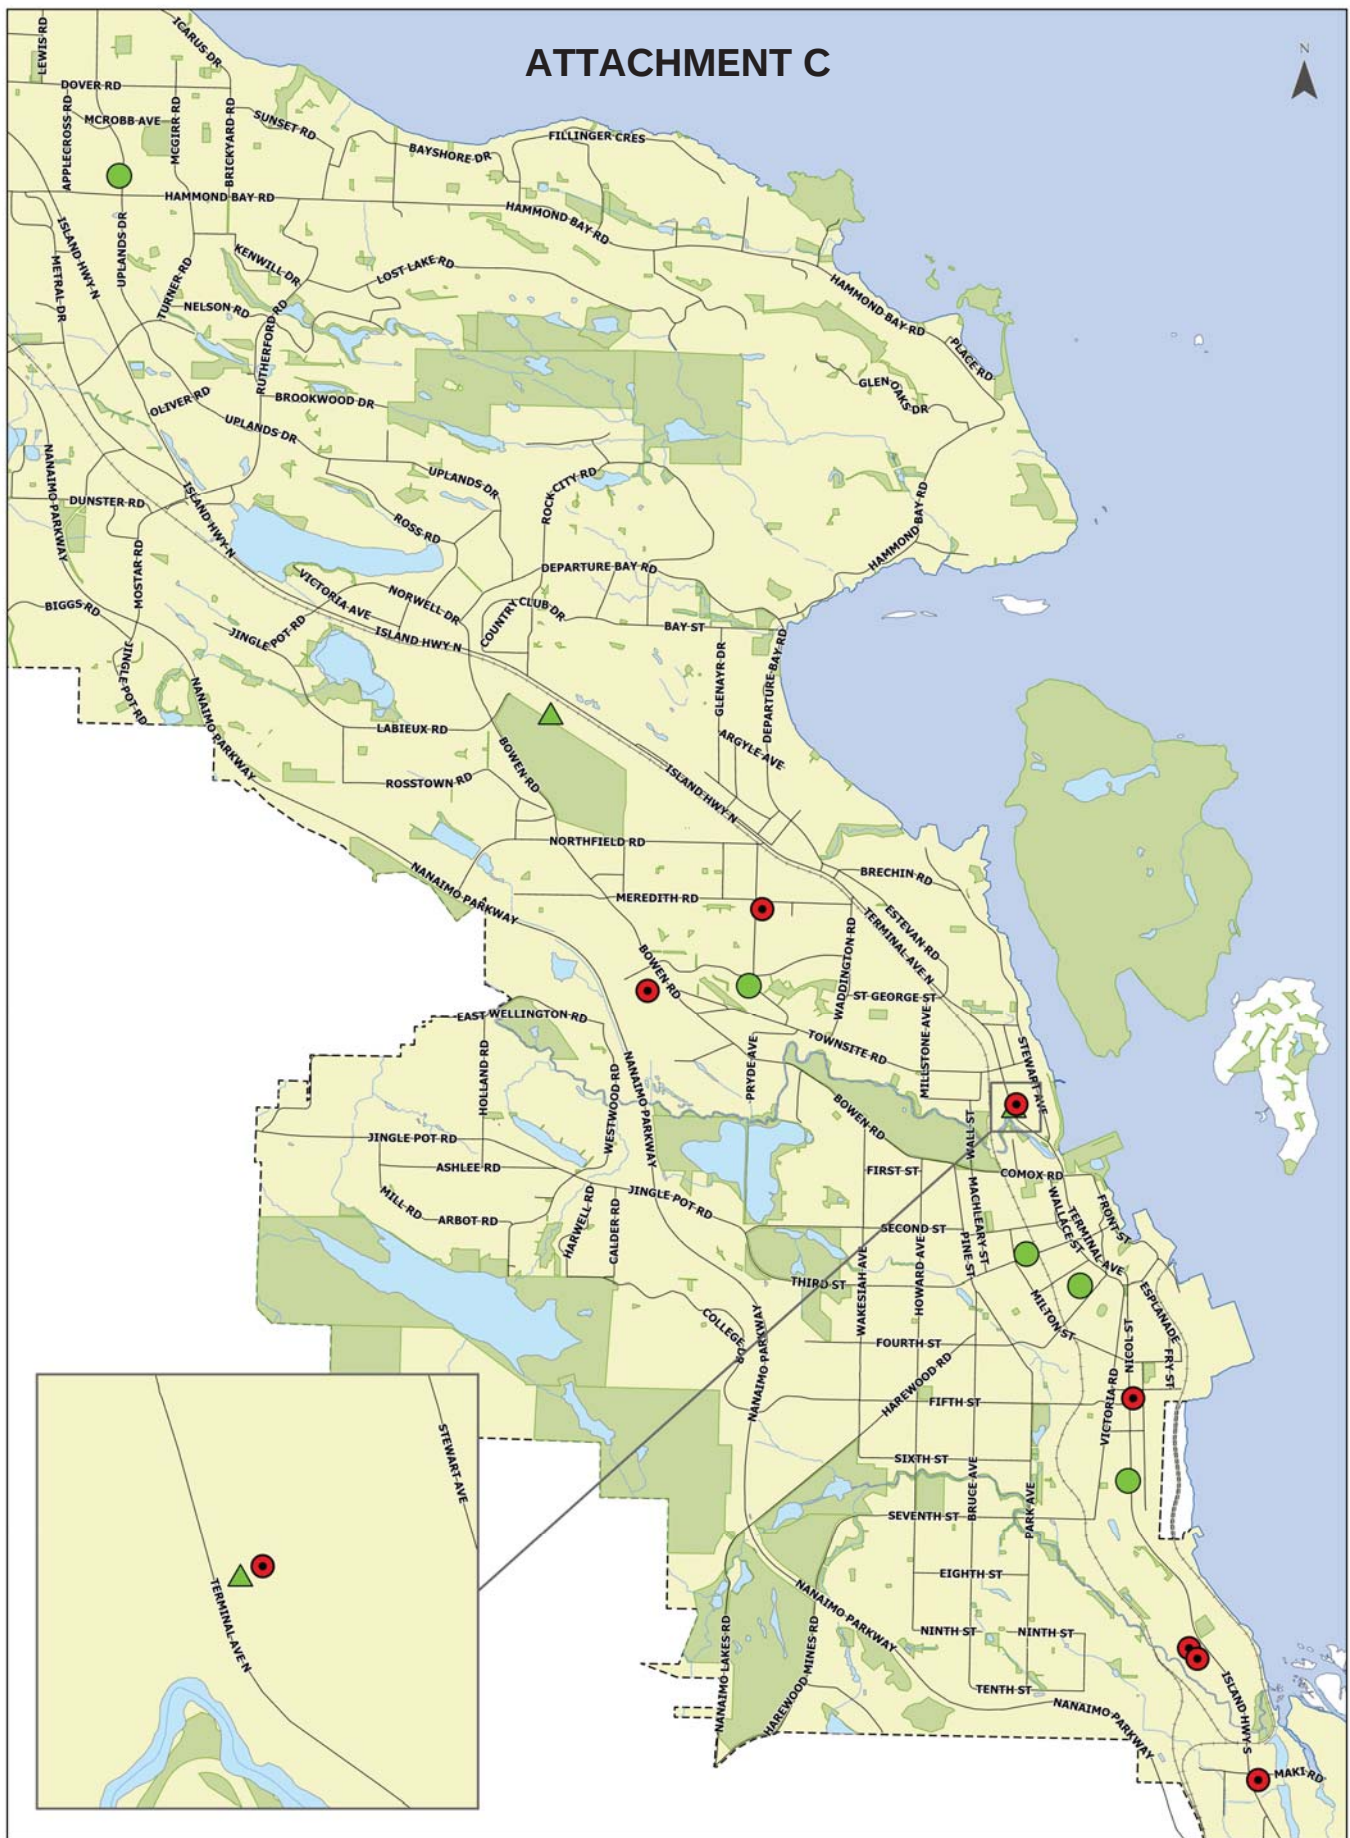 ATTACHMENT C
N
LEWIS RD
ICARUS DR
DOVER RD
APPLECROSS RD
MCROBB AVE
MCGIRR RD
BRICKYARD RD
SUNSET RD
BAYSHORE DR
FILLINGER CRES
HAMMOND BAY RD
HAMMOND BAY RD
ISLAND HWY N
UPLANDS DR
METRAL DR
TURNER RD
KENWILL DR
LOST LAKE RD
NELSON RD
RUTHERFORD RD
HAMMOND BAY RD
PLACE RD
GLEN OAKS DR
OLIVER RD
BROOKWOOD DR
UPLANDS DR
UPLANDS DR
NANAIMO PARKWAY
DUNSTER RD
ISLAND HWY N
ROSS RD
ROCK CITY RD
HAMMOND BAY RD
MOSTAR RD
DEPARTURE BAY RD
BIGGS RD
VICTORIA AVE
NORWELL DR
COUNTRY CLUB DR
JINGLE POT RD
ISLAND HWY N
BAY ST
JINGLE POT RD
GLENAYR DR
DEPARTURE BAY RD
NANAIMO PARKWAY
LABIEUX RD
BOWEN RD
ARGYLE AVE
ROSSTOWN RD
ISLAND HWY N
NORTHFIELD RD
BRECHIN RD
NANAIMO PARKWAY
MEREDITH RD
ESTEVAN RD
TERMINAL AVE N
WADDINGTON RD
BOWEN RD
ST GEORGE ST
EAST WELLINGTON RD
TOWNSITE RD
MILLSTONE AVE
STEWART AVE
HOLLAND RD
WESTWOOD RD
NANAIMO PARKWAY
PRYDE AVE
BOWEN RD
WALL ST
JINGLE POT RD
ASHLEE RD
FIRST ST
COMOX RD
MACHLEARY ST
MILL RD
ARBOT RD
HARWELL RD
CALDER RD
JINGLE POT RD
SECOND ST
PINE ST
WALLACE ST
TERMINAL AVE
FRONT ST
THIRD ST
WAKESIAH AVE
HOWARD AVE
MILTON ST
ESPLANADE
COLLEGE DR
NANAIMO PARKWAY
FOURTH ST
NICOL ST
FRY ST
HAREWOOD RD
FIFTH ST
VICTORIA RD
SIXTH ST
BRUCE AVE
PARK AVE
SEVENTH ST
EIGHTH ST
NANAIMO PARKWAY
NINTH ST
NINTH ST
NANAIMO LAKES RD
HAREWOOD MINES RD
TENTH ST
NANAIMO PARKWAY
ISLAND HWY S
MAKI RD
STEWART AVE
TERMINAL AVE N